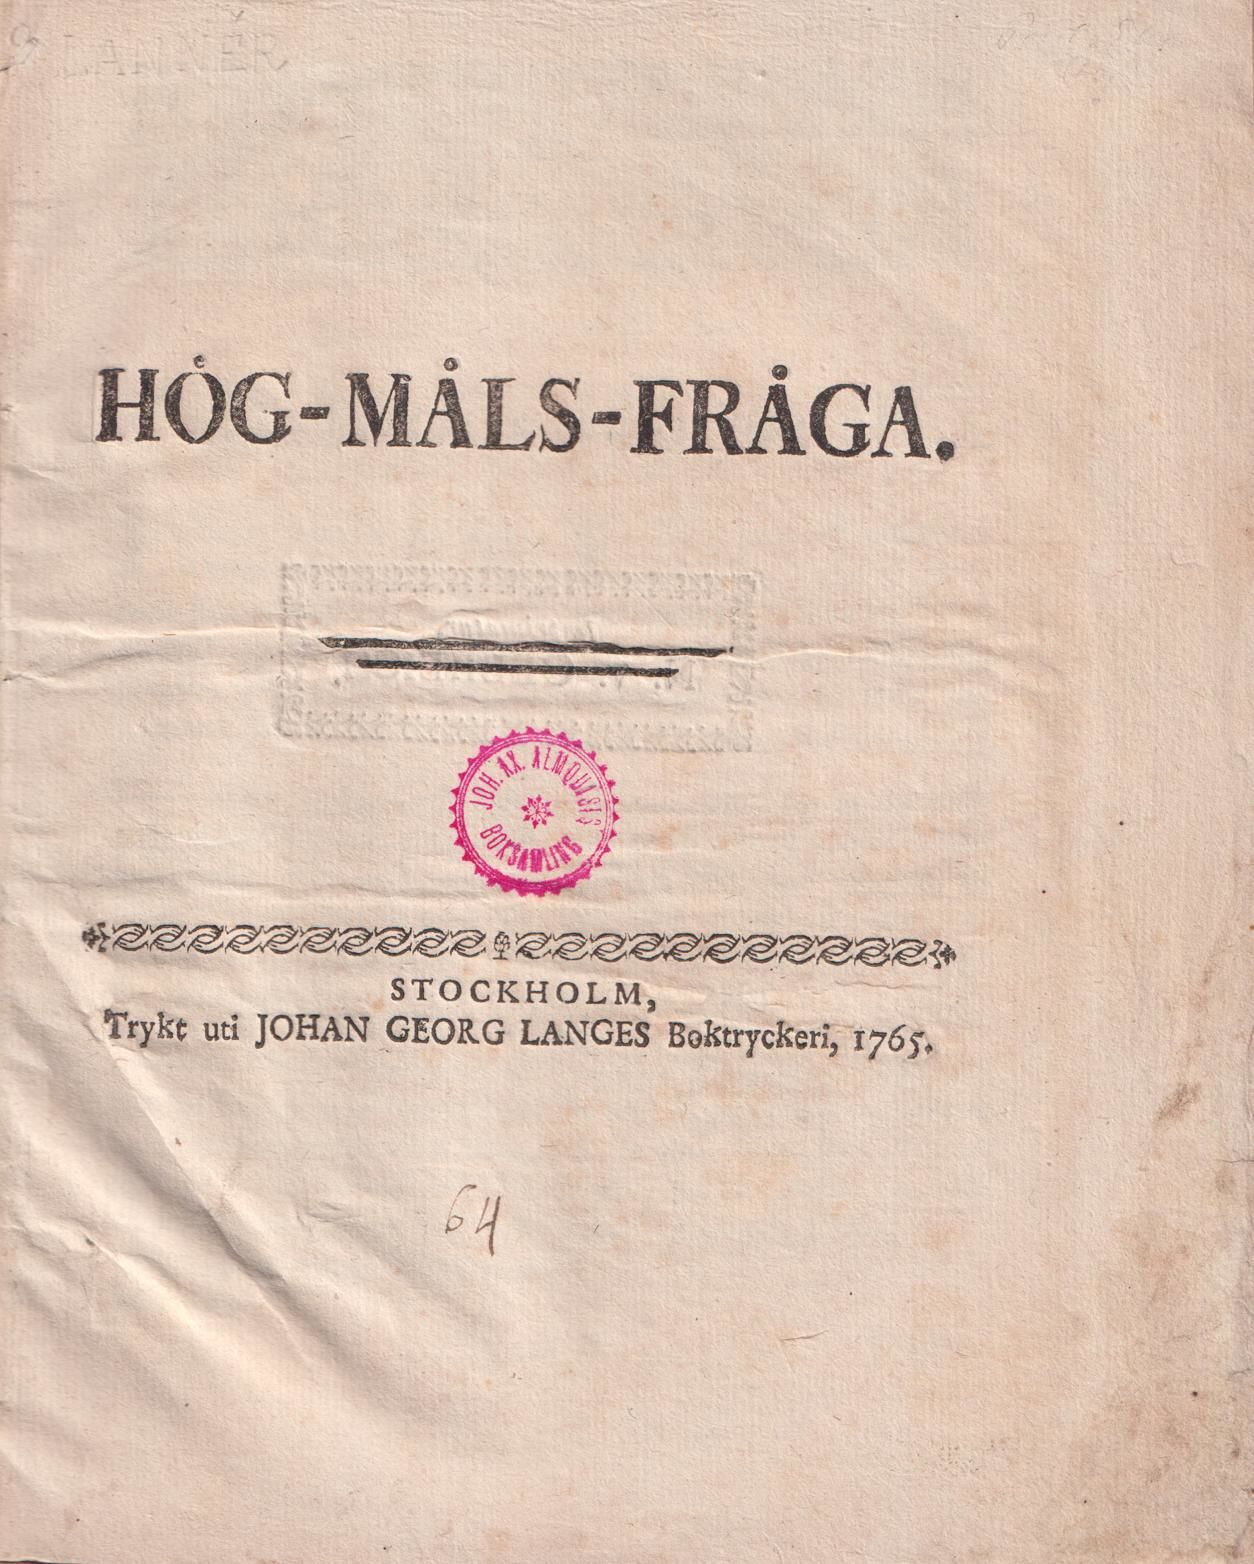 HÖG-MÅLS-FRÅGA.
JOH. AX. ALMQUISTS
BOKSAMLING
STOCKHOLM,
Trykt uti JOHAN GEORG LANGES Boktryckeri, 1765.
64